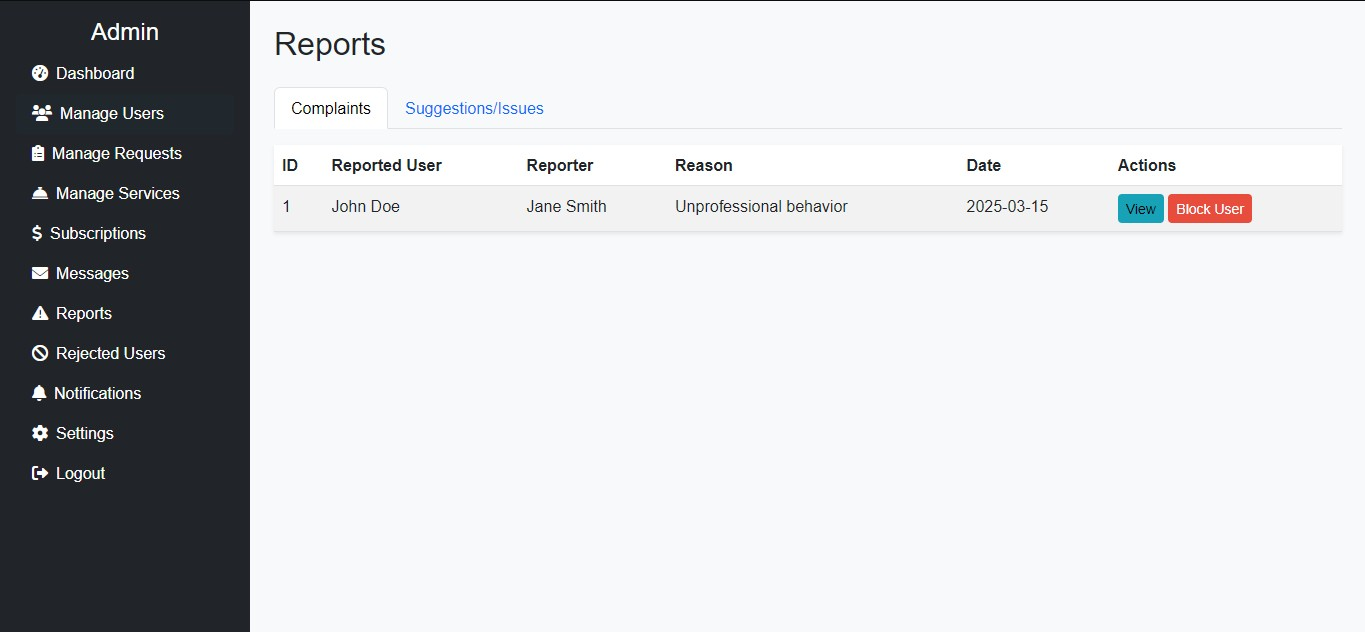 Admin
Dashboard
Manage Users
Manage Requests
Manage Services
Subscriptions
Messages
Reports
Rejected Users
Notifications
Settings
Logout
Reports
Complaints Suggestions/Issues
ID Reported User Reporter Reason Date Actions
1 John Doe Jane Smith Unprofessional behavior 2025-03-15 View Block User